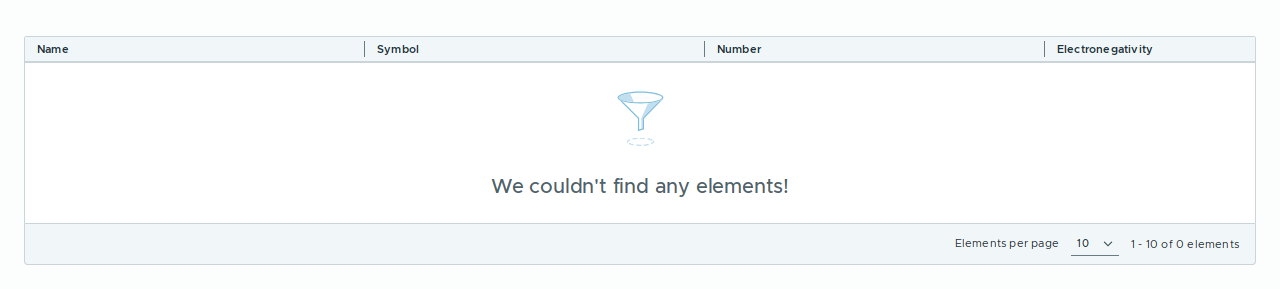 Name Symbol Number Electronegativity
We couldn't find any elements!
Elements per page 10 1 - 10 of 0 elements